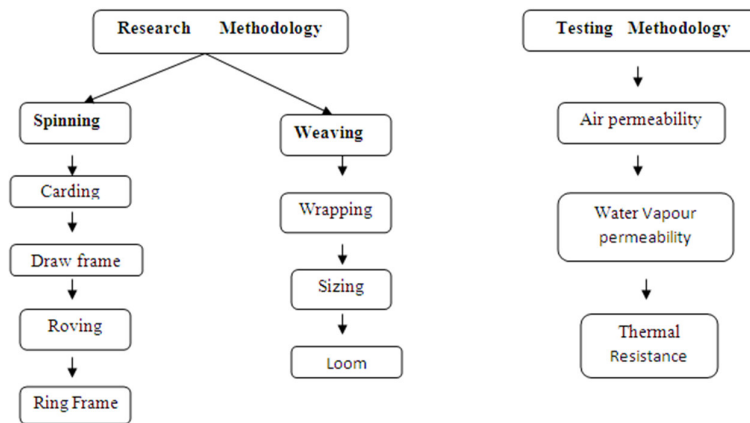 Research Methodology
Testing Methodology
Spinning
Weaving
Air permeability
Carding
Wrapping
Water Vapour
permeability
Draw frame
Sizing
Roving
Thermal
Resistance
Loom
Ring Frame